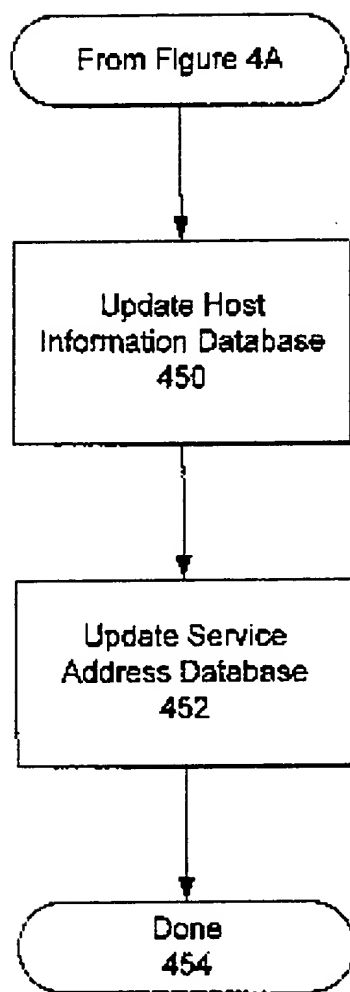 From Figure 4A
Update Host
Information Database
450
Update Service
Address Database
452
Done
454